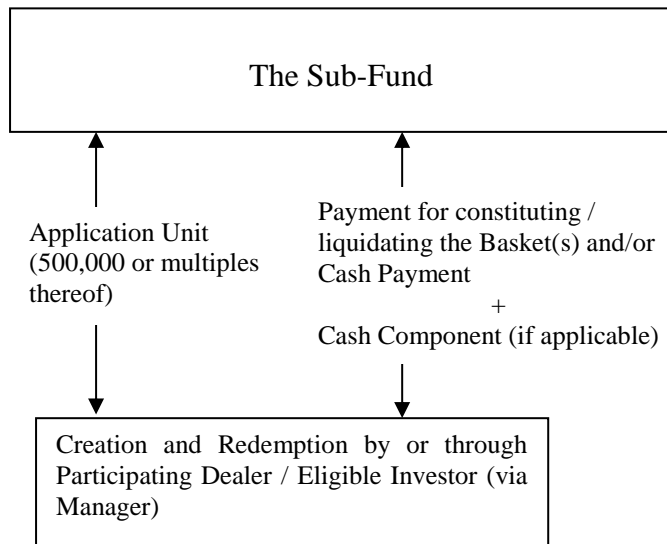 The Sub-Fund
Application Unit
(500,000 or multiples
thereof)
Payment for constituting /
liquidating the Basket(s) and/or
Cash Payment
+
Cash Component (if applicable)
Creation and Redemption by or through
Participating Dealer / Eligible Investor (via
Manager)